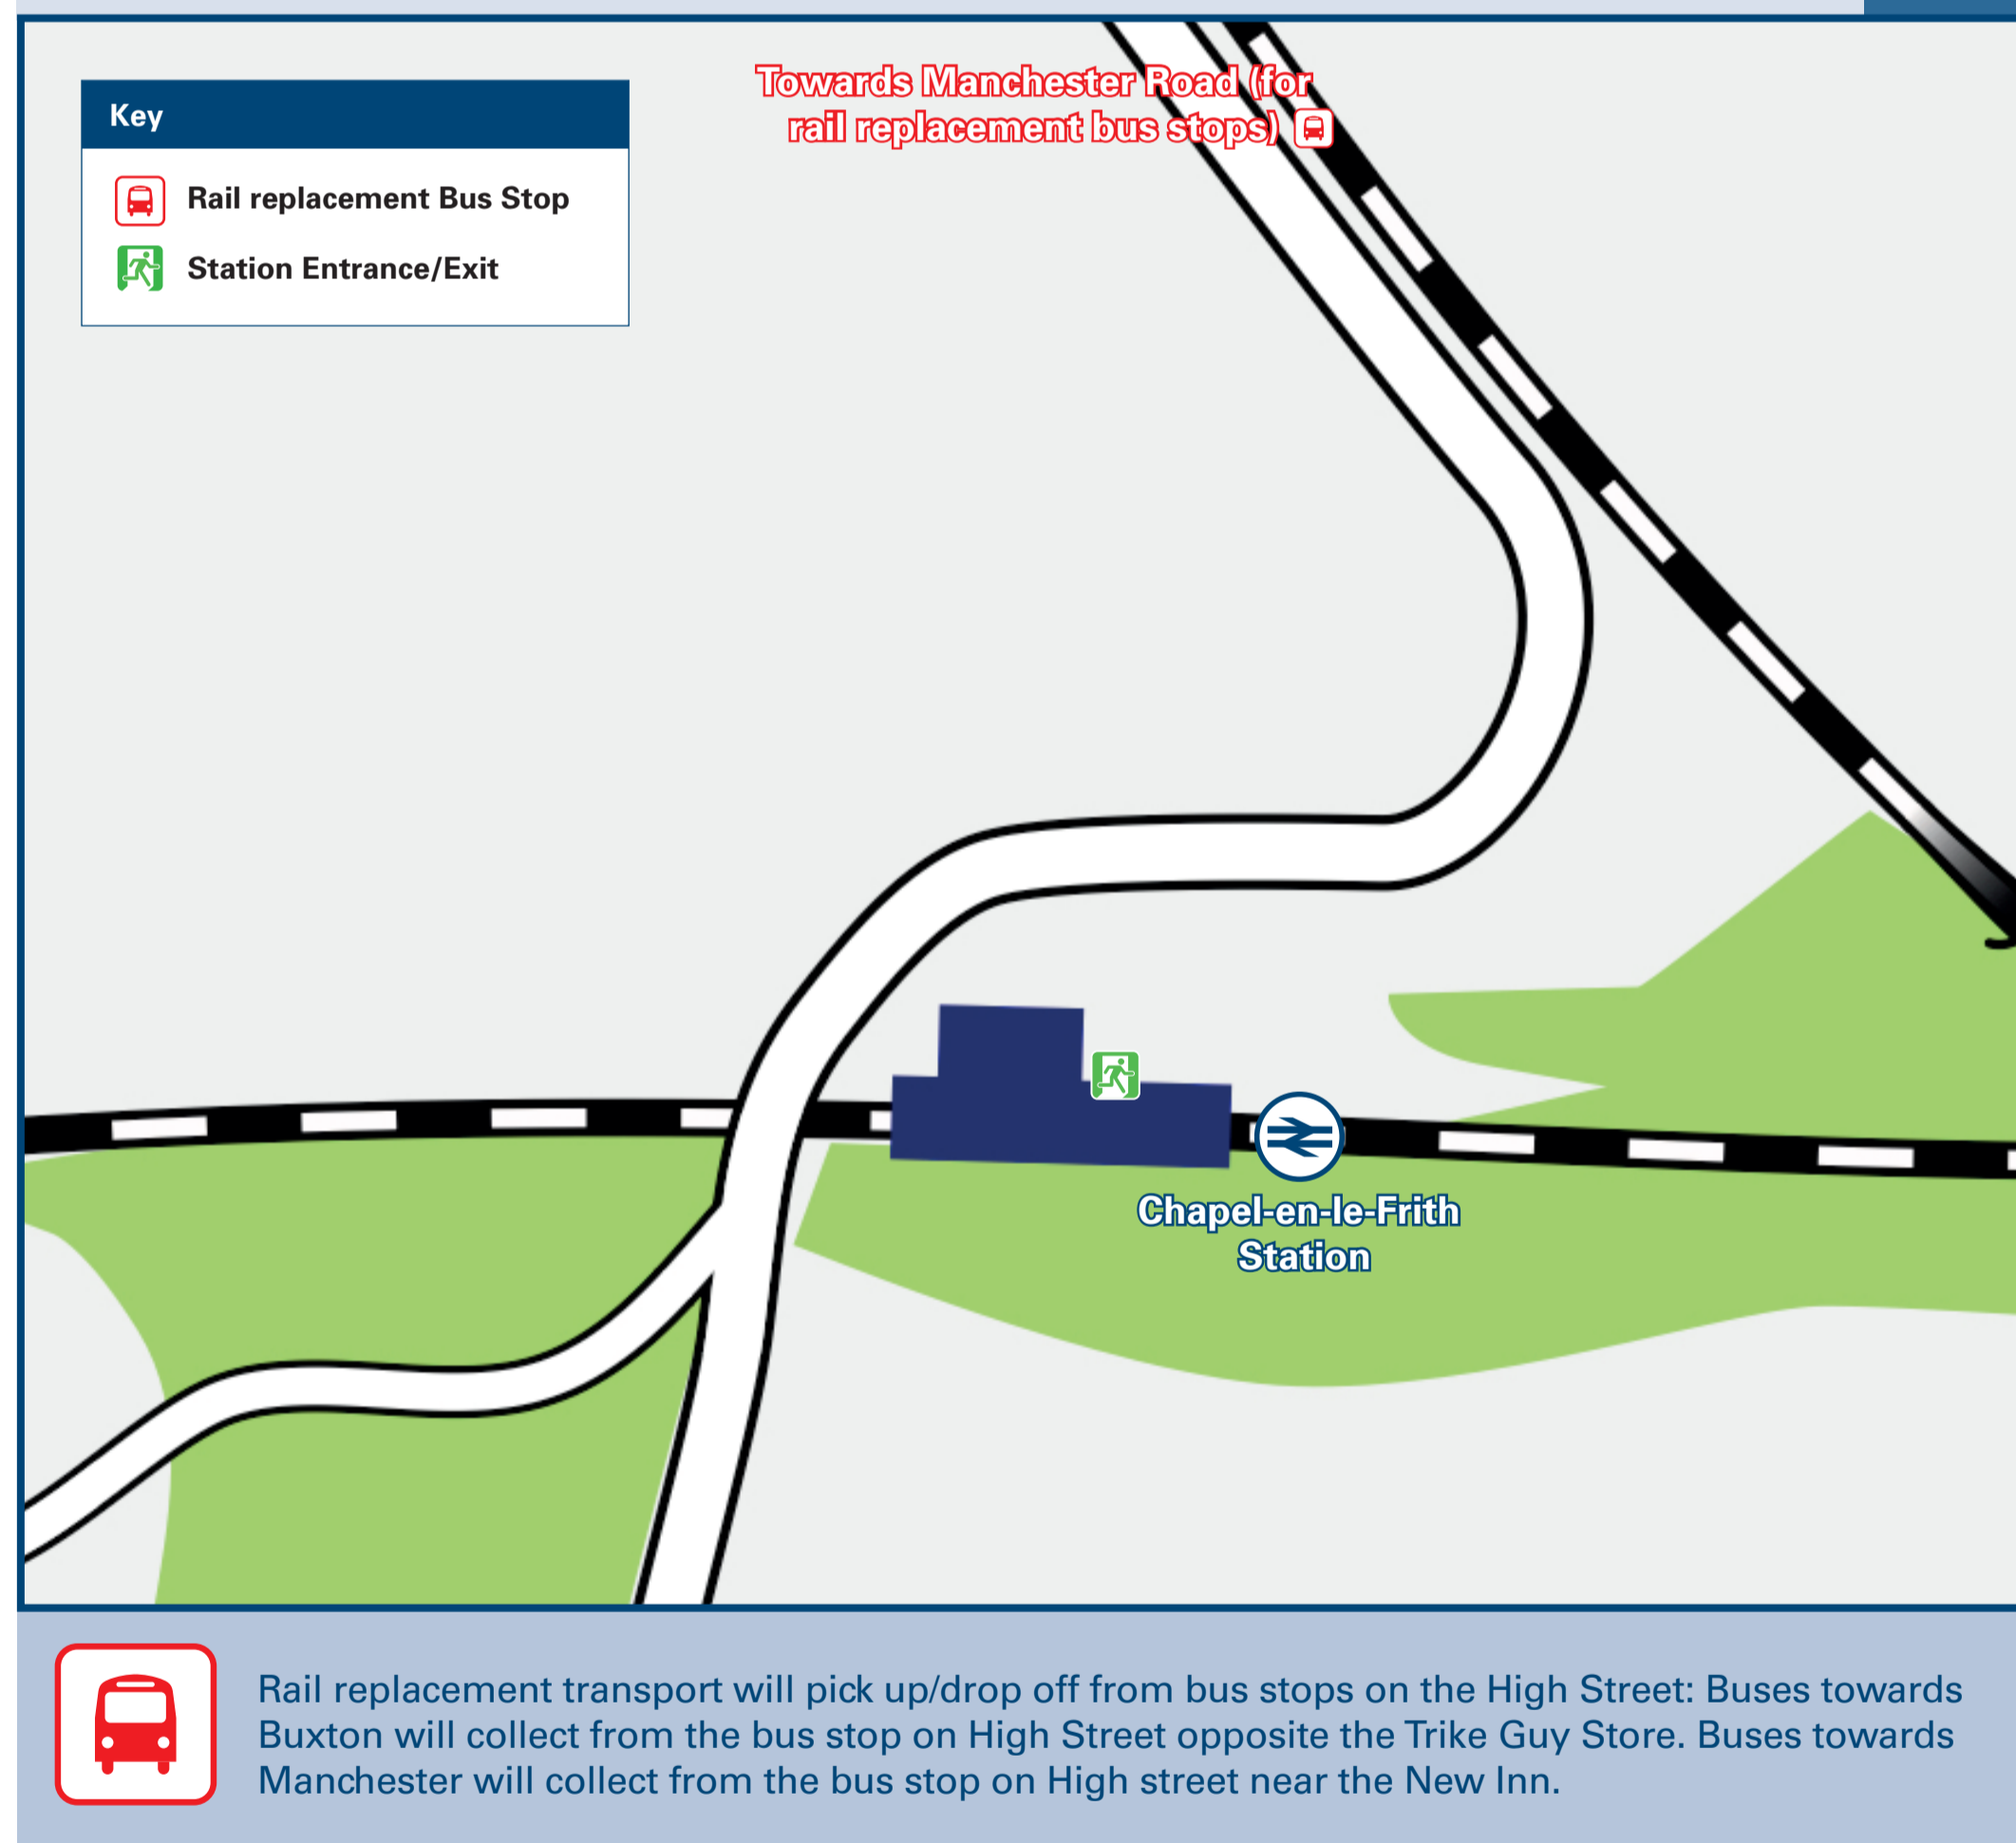 Towards Manchester Road (for
rail replacement bus stops)
Key
Rail replacement Bus Stop
Station Entrance/Exit
Chapel-en-le-Frith
Station
Rail replacement transport will pick up/drop off from bus stops on the High Street: Buses towards
Buxton will collect from the bus stop on High Street opposite the Trike Guy Store. Buses towards
Manchester will collect from the bus stop on High street near the New Inn.